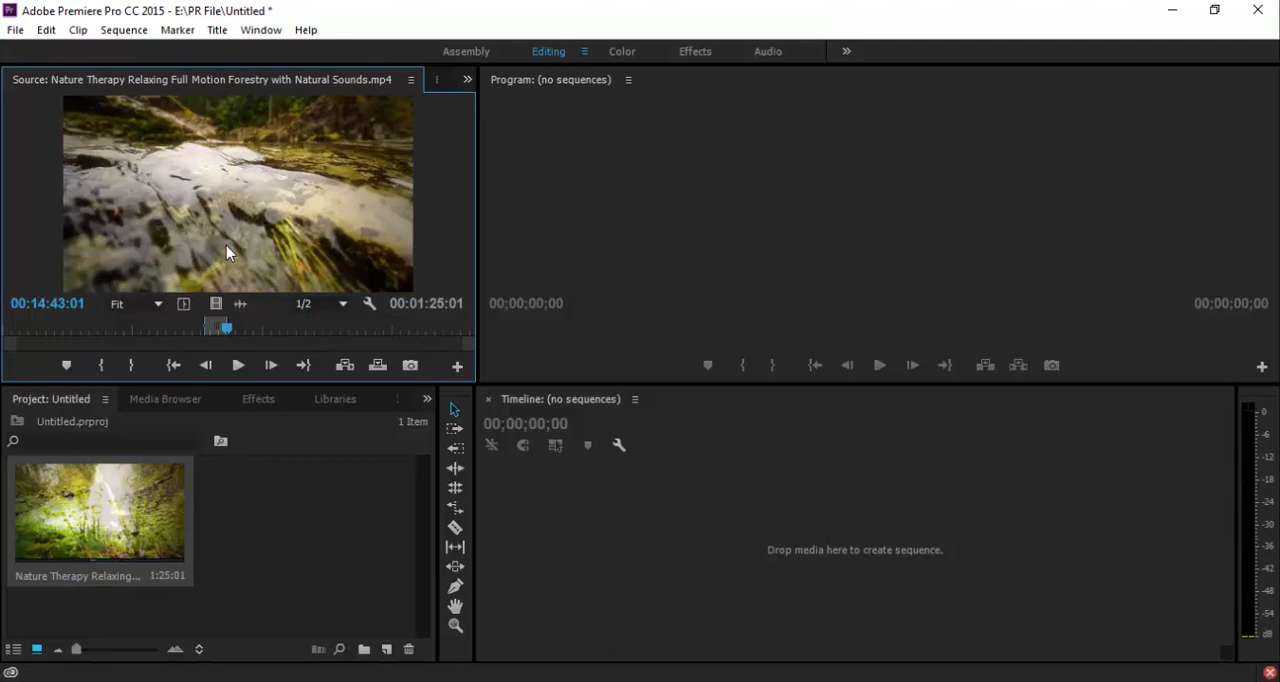 Adobe Premiere Pro CC 2015 - E:\PR File\Untitled *
File Edit Clip Sequence Marker Title Window Help
Assembly Editing Color Effects Audio
Source: Nature Therapy Relaxing Full Motion Forestry with Natural Sounds.mp4
Program: (no sequences)
00:14:43:01 Fit 1/2 00:01:25:01
00;00;00;00 00;00;00;00
Project: Untitled Media Browser Effects Libraries
Untitled.prproj 1 Item
Nature Therapy Relaxing... 1:25:01
Timeline: (no sequences)
00;00;00;00
Drop media here to create sequence.
0
-6
-12
-18
-24
-30
-36
-42
-48
-54
dB